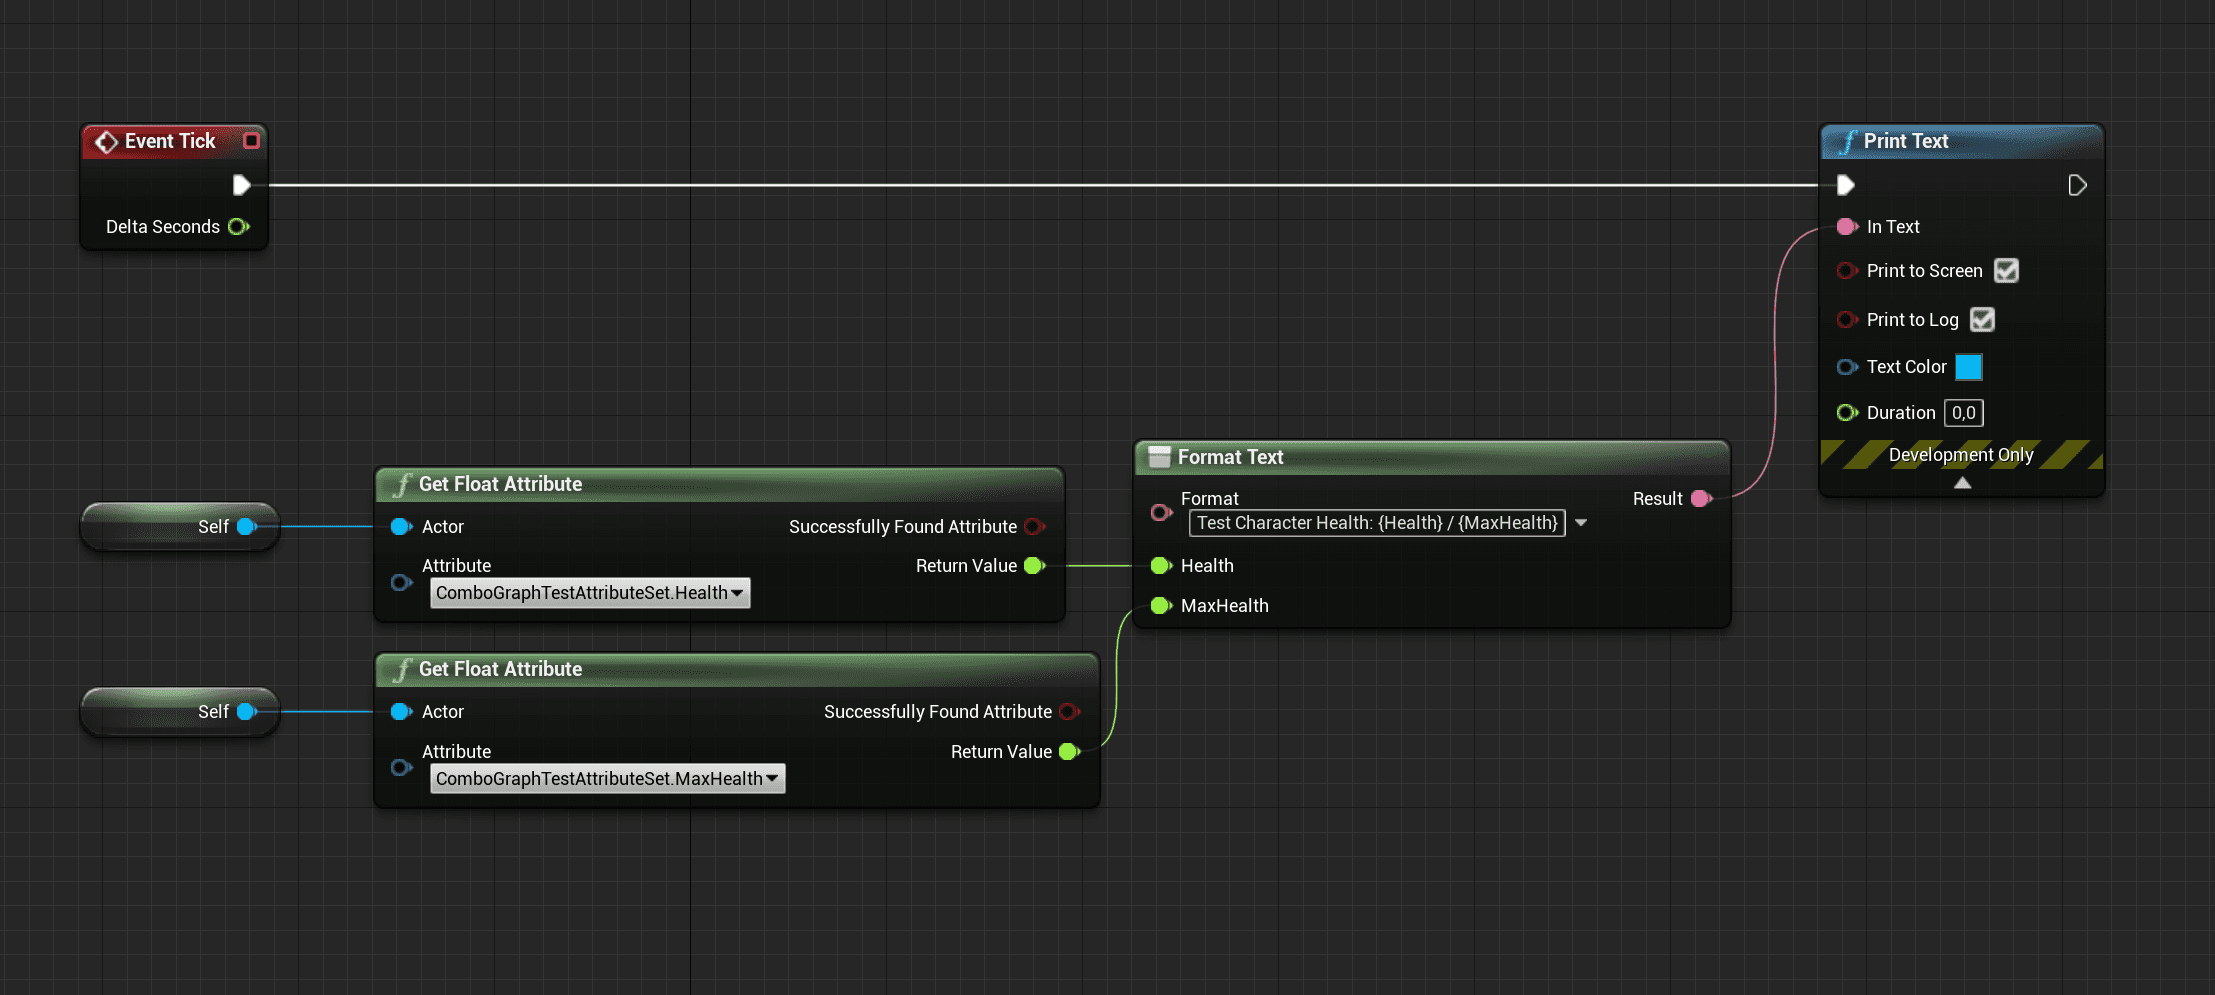 Event Tick
Delta Seconds
Print Text
In Text
Print to Screen
Print to Log
Text Color
Duration 0,0
Development Only
Self
Get Float Attribute
Actor
Successfully Found Attribute
Attribute
Return Value
ComboGraphTestAttributeSet.Health
Format Text
Format
Result
Test Character Health: {Health} / {MaxHealth}
Health
MaxHealth
Self
Get Float Attribute
Actor
Successfully Found Attribute
Attribute
Return Value
ComboGraphTestAttributeSet.MaxHealth